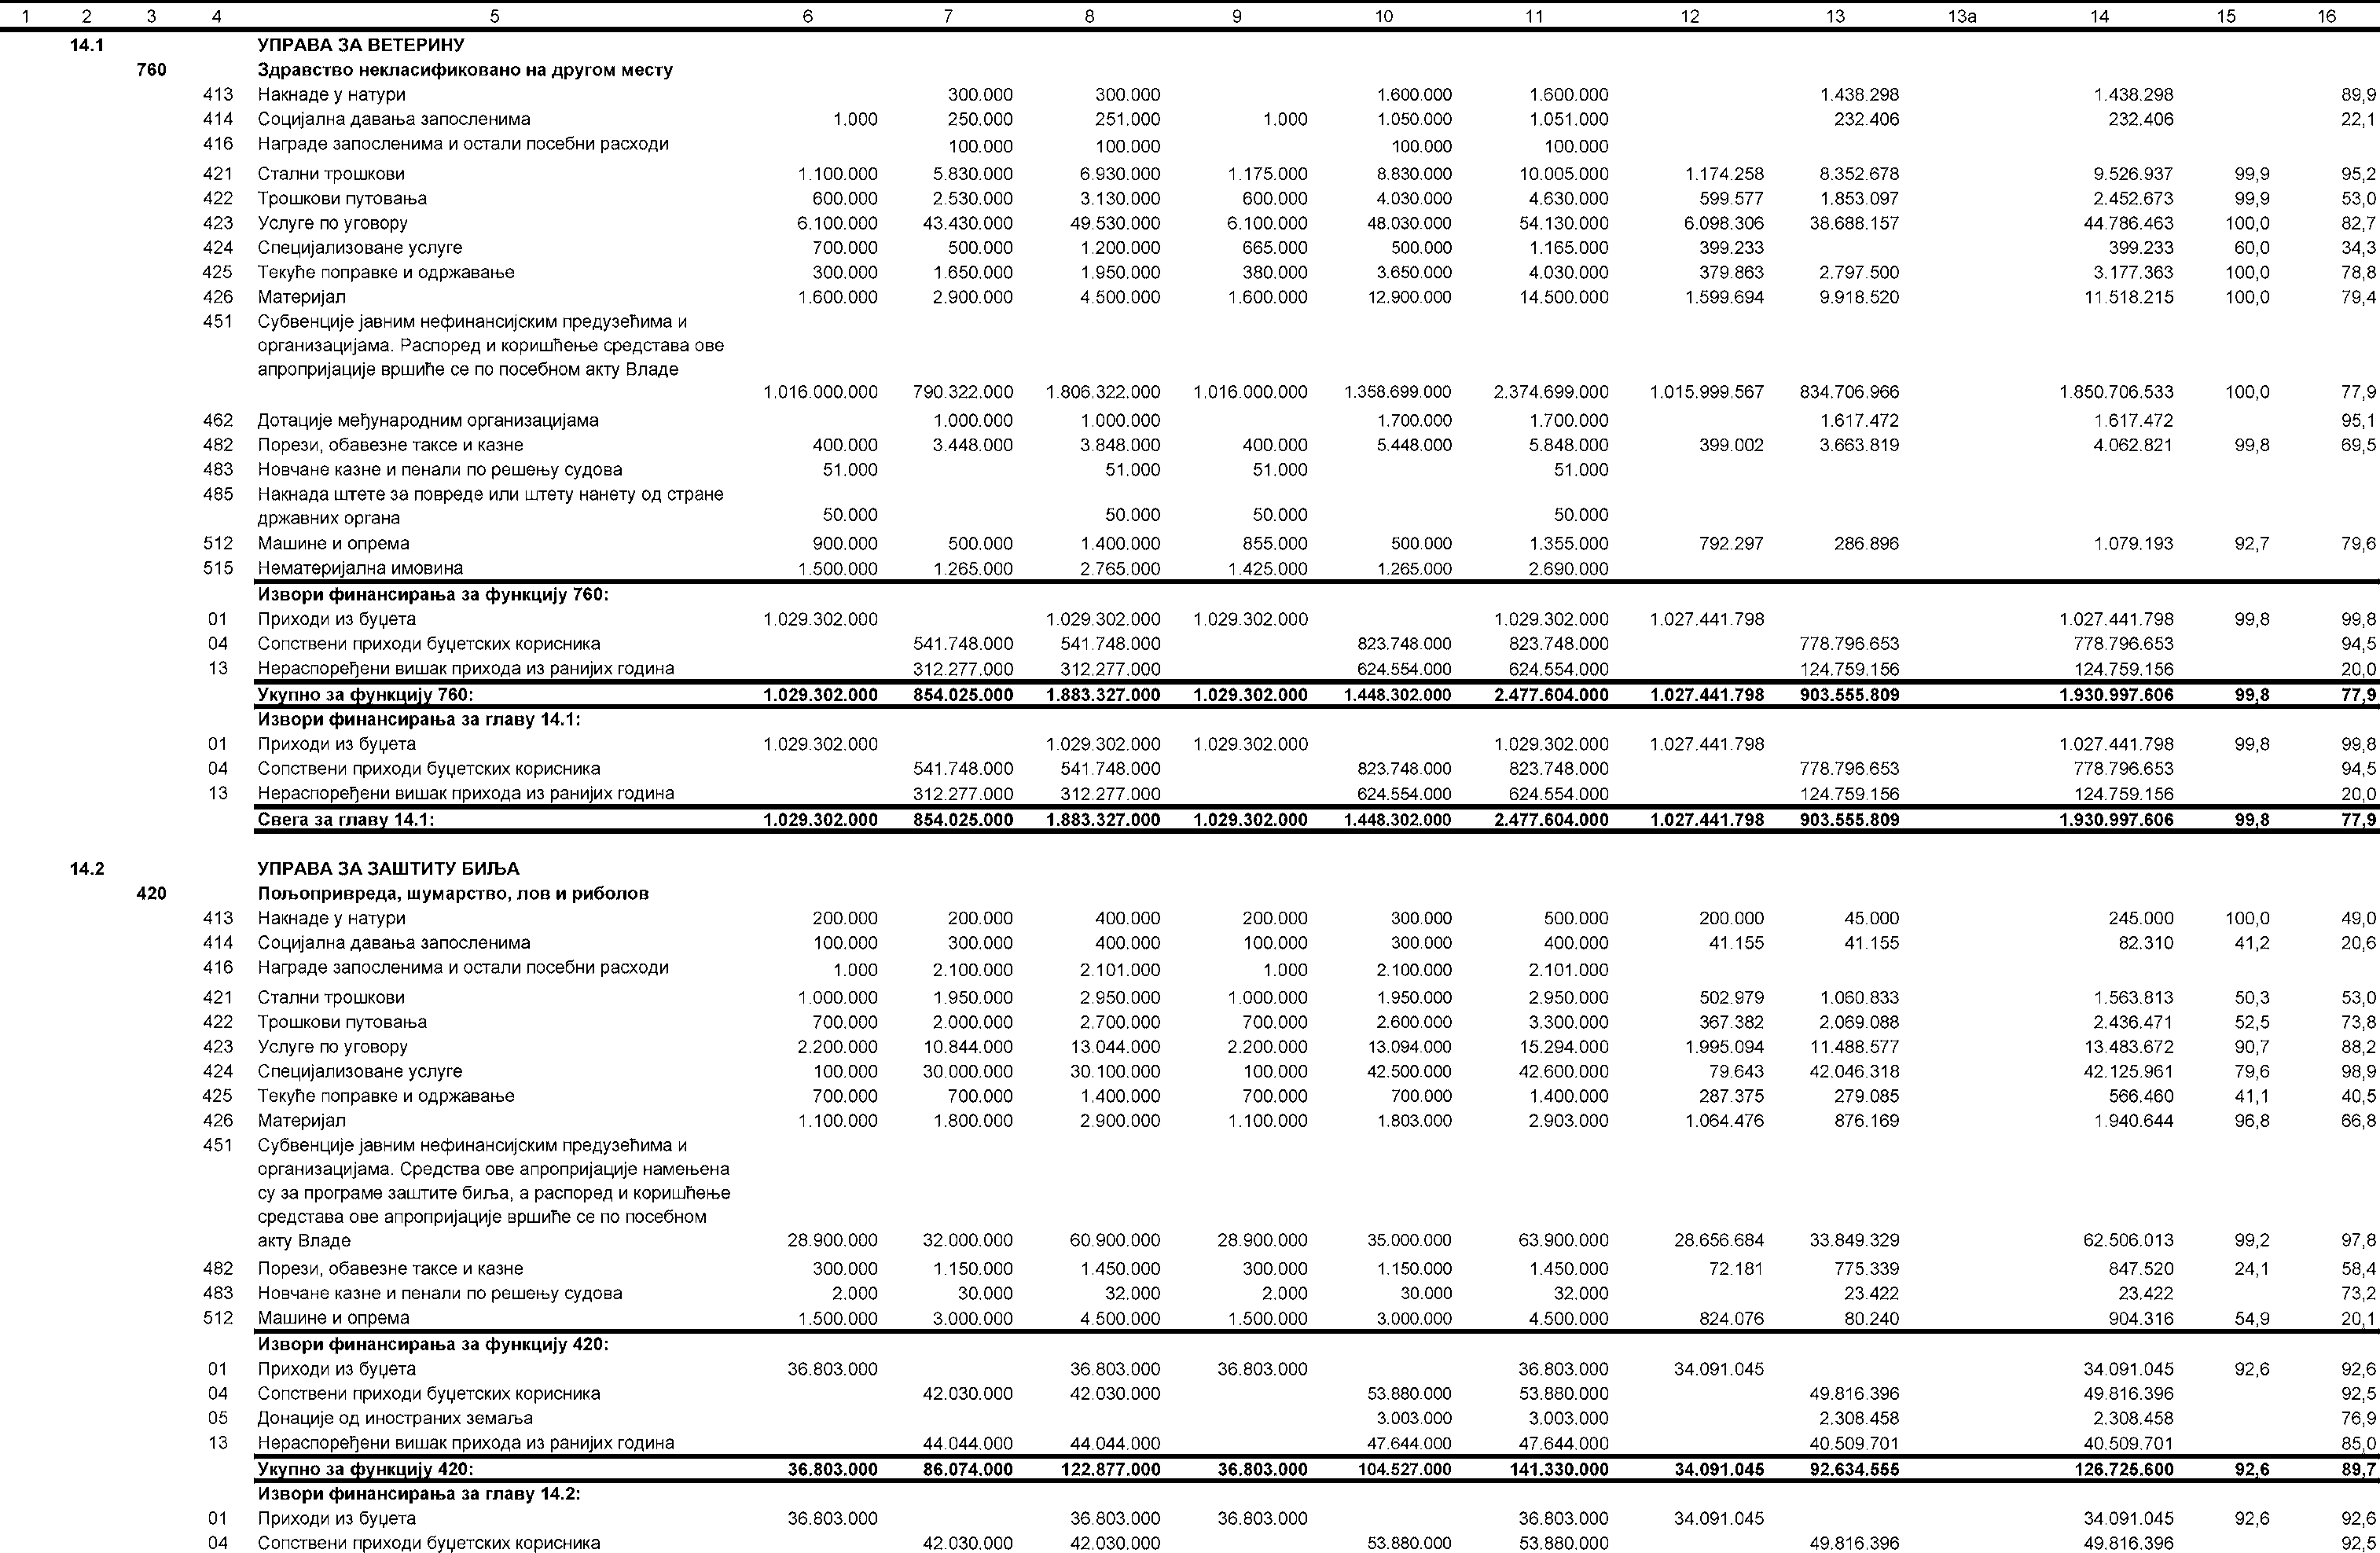 1 2 3 4 5 6 7 8 9 10 11 12 13 13a 14 15 16
14.1 УПРАВА ЗА ВЕТЕРИНУ
760 Здравство некласификовано на другом месту
413 Накнаде у натури 300.000 300.000 1.600.000 1.600.000 1.438.298 1.438.298 89,9
414 Социјална давања запосленима 1.000 250.000 251.000 1.000 1.050.000 1.051.000 232.406 232.406 22,1
416 Награде запосленима и остали посебни расходи 100.000 100.000 100.000 100.000
421 Стални трошкови 1.100.000 5.830.000 6.930.000 1.175.000 8.830.000 10.005.000 1.174.258 8.352.678 9.526.937 99,9 95,2
422 Трошкови путовања 600.000 2.530.000 3.130.000 600.000 4.030.000 4.630.000 599.577 1.853.097 2.452.673 99,9 53,0
423 Услуге по уговору 6.100.000 43.430.000 49.530.000 6.100.000 48.030.000 54.130.000 6.098.306 38.688.157 44.786.463 100,0 82,7
424 Специјализоване услуге 700.000 500.000 1.200.000 665.000 500.000 1.165.000 399.233 399.233 60,0 34,3
425 Текуће поправке и одржавање 300.000 1.650.000 1.950.000 380.000 3.650.000 4.030.000 379.863 2.797.500 3.177.363 100,0 78,8
426 Материјал 1.600.000 2.900.000 4.500.000 1.600.000 12.900.000 14.500.000 1.599.694 9.918.520 11.518.215 100,0 79,4
451 Субвенције јавним нефинансијским предузећима и
организацијама. Распоред и коришћење средстава ове
апропријације вршиће се по посебном акту Владе
1.016.000.000 790.322.000 1.806.322.000 1.016.000.000 1.358.699.000 2.374.699.000 1.015.999.567 834.706.966 1.850.706.533 100,0 77,9
462 Дотације међународним организацијама 1.000.000 1.000.000 1.700.000 1.700.000 1.617.472 1.617.472 95,1
482 Порези, обавезне таксе и казне 400.000 3.448.000 3.848.000 400.000 5.448.000 5.848.000 399.002 3.663.819 4.062.821 99,8 69,5
483 Новчане казне и пенали по решењу судова 51.000 51.000 51.000 51.000
485 Накнада штете за повреде или штету нанету од стране
државних органа 50.000 50.000 50.000 50.000
512 Машине и опрема 900.000 500.000 1.400.000 855.000 500.000 1.355.000 792.297 286.896 1.079.193 92,7 79,6
515 Нематеријална имовина 1.500.000 1.265.000 2.765.000 1.425.000 1.265.000 2.690.000
Извори финансирања за функцију 760:
01 Приходи из буџета 1.029.302.000 1.029.302.000 1.029.302.000 1.029.302.000 1.027.441.798 1.027.441.798 99,8 99,8
04 Сопствени приходи буџетских корисника 541.748.000 541.748.000 823.748.000 823.748.000 778.796.653 778.796.653 94,5
13 Нераспоређени вишак прихода из ранијих година 312.277.000 312.277.000 624.554.000 624.554.000 124.759.156 124.759.156 20,0
Укупно за функцију 760: 1.029.302.000 854.025.000 1.883.327.000 1.029.302.000 1.448.302.000 2.477.604.000 1.027.441.798 903.555.809 1.930.997.606 99,8 77,9
Извори финансирања за главу 14.1:
01 Приходи из буџета 1.029.302.000 1.029.302.000 1.029.302.000 1.029.302.000 1.027.441.798 1.027.441.798 99,8 99,8
04 Сопствени приходи буџетских корисника 541.748.000 541.748.000 823.748.000 823.748.000 778.796.653 778.796.653 94,5
13 Нераспоређени вишак прихода из ранијих година 312.277.000 312.277.000 624.554.000 624.554.000 124.759.156 124.759.156 20,0
Свега за главу 14.1: 1.029.302.000 854.025.000 1.883.327.000 1.029.302.000 1.448.302.000 2.477.604.000 1.027.441.798 903.555.809 1.930.997.606 99,8 77,9
14.2 УПРАВА ЗА ЗАШТИТУ БИЉА
420 Пољопривреда, шумарство, лов и риболов
413 Накнаде у натури 200.000 200.000 400.000 200.000 300.000 500.000 200.000 45.000 245.000 100,0 49,0
414 Социјална давања запосленима 100.000 300.000 400.000 100.000 300.000 400.000 41.155 41.155 82.310 41,2 20,6
416 Награде запосленима и остали посебни расходи 1.000 2.100.000 2.101.000 1.000 2.100.000 2.101.000
421 Стални трошкови 1.000.000 1.950.000 2.950.000 1.000.000 1.950.000 2.950.000 502.979 1.060.833 1.563.813 50,3 53,0
422 Трошкови путовања 700.000 2.000.000 2.700.000 700.000 2.600.000 3.300.000 367.382 2.069.088 2.436.471 52,5 73,8
423 Услуге по уговору 2.200.000 10.844.000 13.044.000 2.200.000 13.094.000 15.294.000 1.995.094 11.488.577 13.483.672 90,7 88,2
424 Специјализоване услуге 100.000 30.000.000 30.100.000 100.000 42.500.000 42.600.000 79.643 42.046.318 42.125.961 79,6 98,9
425 Текуће поправке и одржавање 700.000 700.000 1.400.000 700.000 700.000 1.400.000 287.375 279.085 566.460 41,1 40,5
426 Материјал 1.100.000 1.800.000 2.900.000 1.100.000 1.803.000 2.903.000 1.064.476 876.169 1.940.644 96,8 66,8
451 Субвенције јавним нефинансијским предузећима и
организацијама. Средства ове апропријације намењена
су за програме заштите биља, а распоред и коришћење
средстава ове апропријације вршиће се по посебном
акту Владе 28.900.000 32.000.000 60.900.000 28.900.000 35.000.000 63.900.000 28.656.684 33.849.329 62.506.013 99,2 97,8
482 Порези, обавезне таксе и казне 300.000 1.150.000 1.450.000 300.000 1.150.000 1.450.000 72.181 775.339 847.520 24,1 58,4
483 Новчане казне и пенали по решењу судова 2.000 30.000 32.000 2.000 30.000 32.000 23.422 23.422 73,2
512 Машине и опрема 1.500.000 3.000.000 4.500.000 1.500.000 3.000.000 4.500.000 824.076 80.240 904.316 54,9 20,1
Извори финансирања за функцију 420:
01 Приходи из буџета 36.803.000 36.803.000 36.803.000 36.803.000 34.091.045 34.091.045 92,6 92,6
04 Сопствени приходи буџетских корисника 42.030.000 42.030.000 53.880.000 53.880.000 49.816.396 49.816.396 92,5
05 Донације од иностраних земаља 3.003.000 3.003.000 2.308.458 2.308.458 76,9
13 Нераспоређени вишак прихода из ранијих година 44.044.000 44.044.000 47.644.000 47.644.000 40.509.701 40.509.701 85,0
Укупно за функцију 420: 36.803.000 86.074.000 122.877.000 36.803.000 104.527.000 141.330.000 34.091.045 92.634.555 126.725.600 92,6 89,7
Извори финансирања за главу 14.2:
01 Приходи из буџета 36.803.000 36.803.000 36.803.000 36.803.000 34.091.045 34.091.045 92,6 92,6
04 Сопствени приходи буџетских корисника 42.030.000 42.030.000 53.880.000 53.880.000 49.816.396 49.816.396 92,5